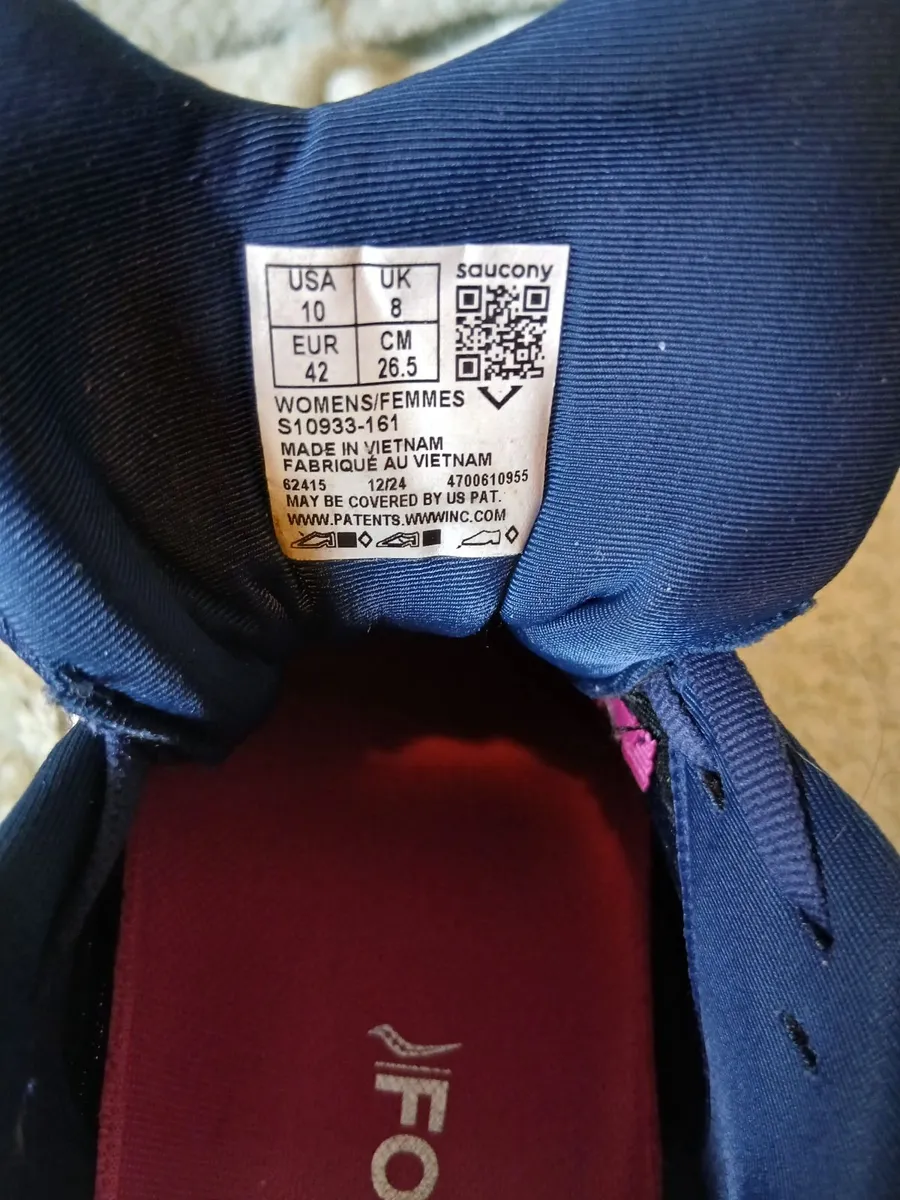 USA UK
10 8
EUR CM
42 26.5
saucony
WOMENS/FEMMES
S10933-161
MADE IN VIETNAM
FABRIQUÉ AU VIETNAM
62415 12/24 4700610955
MAY BE COVERED BY US PAT.
WWW.PATENTS.WWWINC.COM
FO